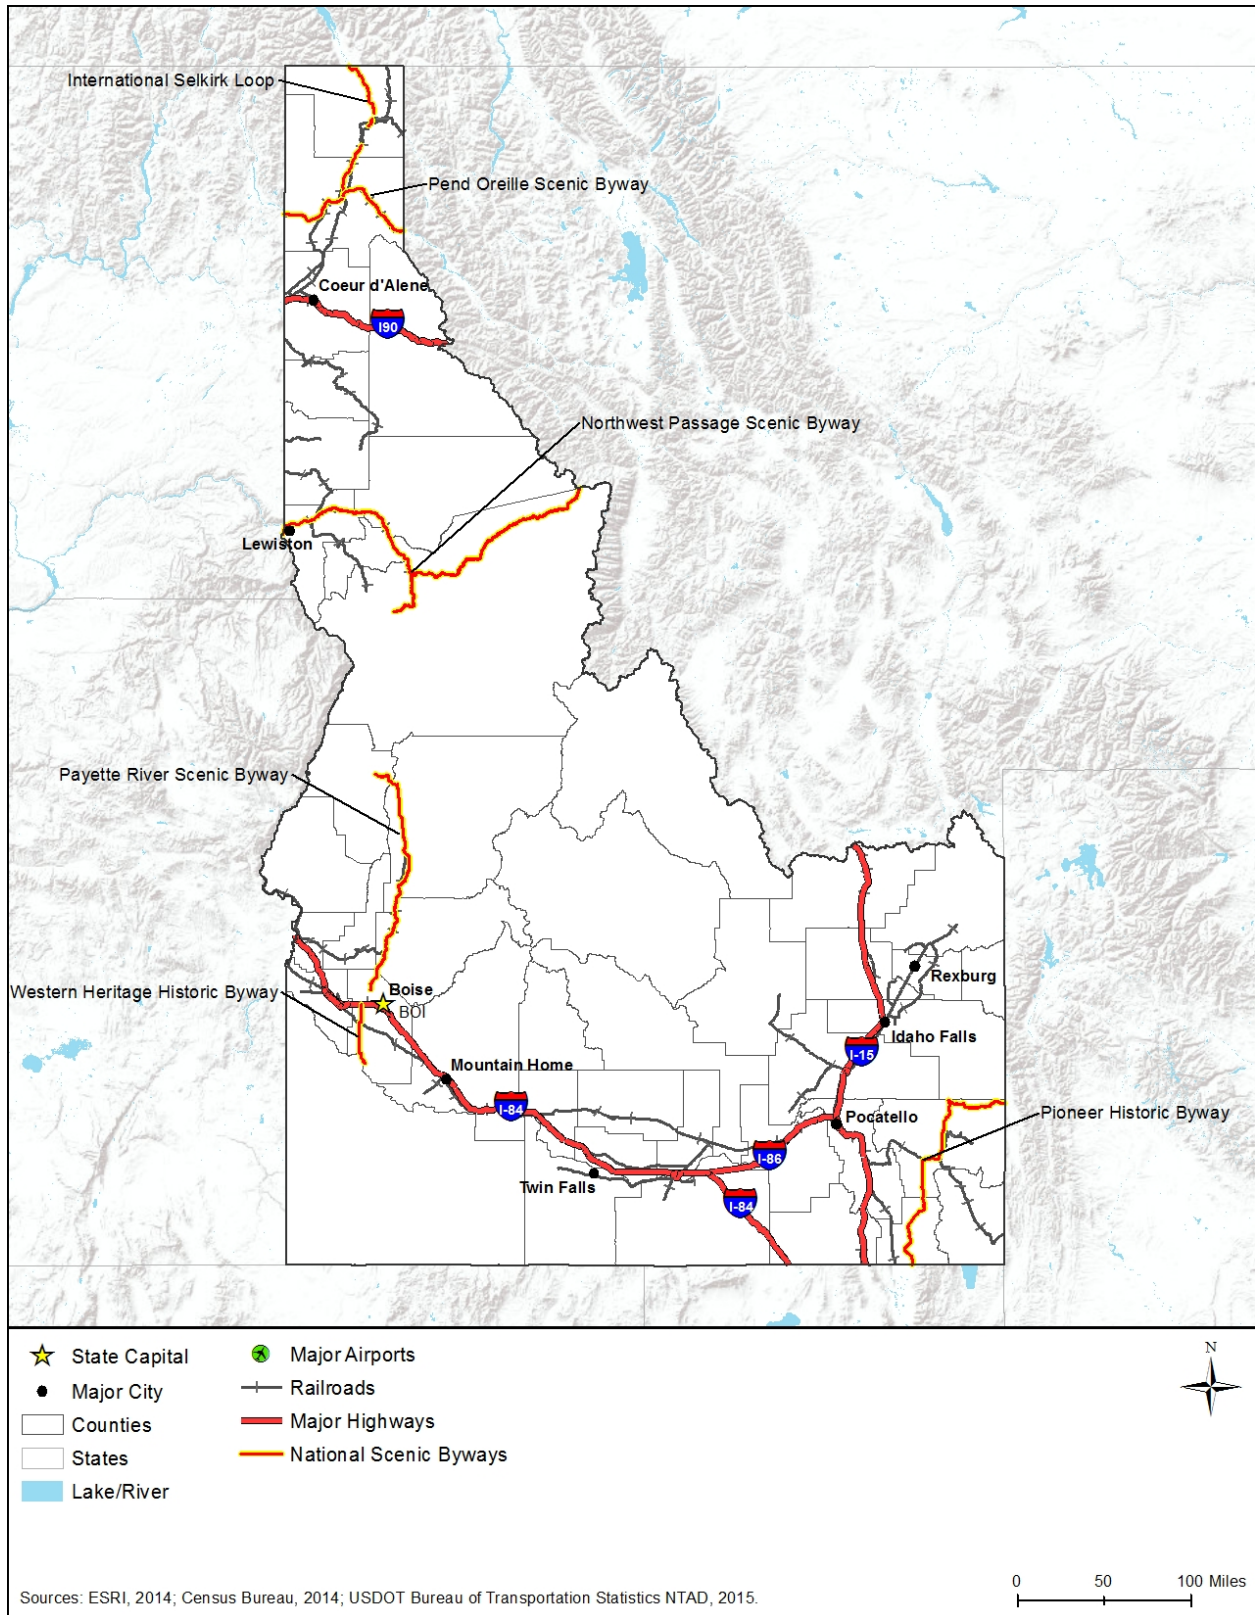 International Selkirk Loop
Pend Oreille Scenic Byway
Coeur d'Alene
I90
Northwest Passage Scenic Byway
Lewiston
Payette River Scenic Byway
Rexburg
Boise
Western Heritage Historic Byway
BOI
Idaho Falls
I-15
Mountain Home
I-84
Pocatello
Pioneer Historic Byway
I-86
Twin Falls
I-84
State Capital
Major City
Counties
States
Lake/River
Major Airports
Railroads
Major Highways
National Scenic Byways
N
0 50 100 Miles
Sources: ESRI, 2014; Census Bureau, 2014; USDOT Bureau of Transportation Statistics NTAD, 2015.